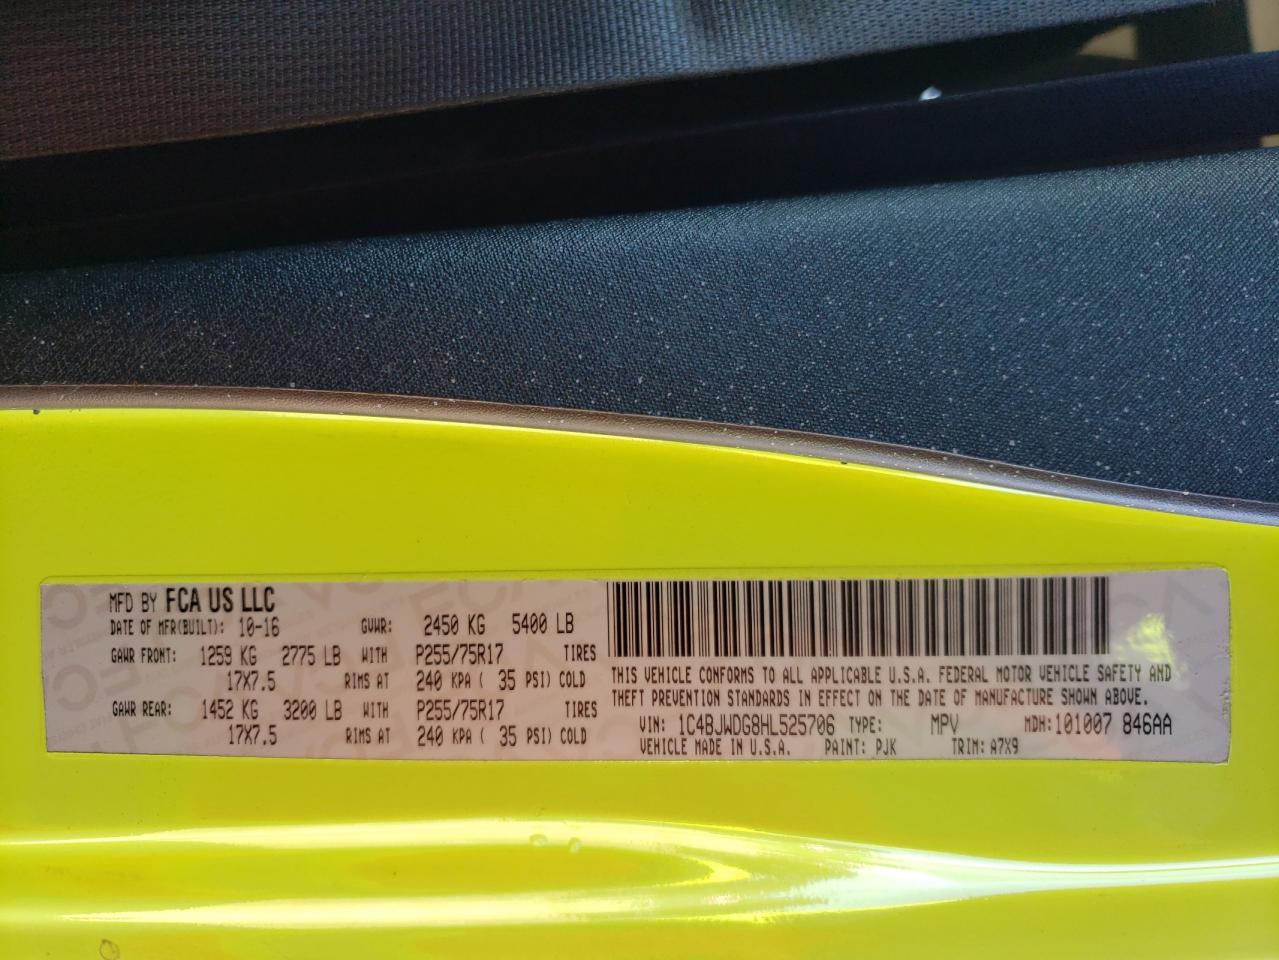 MFD BY FCA US LLC
DATE OF MFR(BUILT): 10-16 GVWR: 2450 KG 5400 LB
GAWR FRONT: 1259 KG 2775 LB WITH P255/75R17 TIRES
17X7.5 RIMS AT 240 KPA ( 35 PSI) COLD
GAWR REAR: 1452 KG 3200 LB WITH P255/75R17 TIRES
17X7.5 RIMS AT 240 KPA ( 35 PSI) COLD
THIS VEHICLE CONFORMS TO ALL APPLICABLE U.S.A. FEDERAL MOTOR VEHICLE SAFETY AND
THEFT PREVENTION STANDARDS IN EFFECT ON THE DATE OF MANUFACTURE SHOWN ABOVE.
VIN: 1C4BJWDG8HL525706 TYPE: MPV MDH: 101007 846AA
VEHICLE MADE IN U.S.A. PAINT: PJK TRIM: A7X9